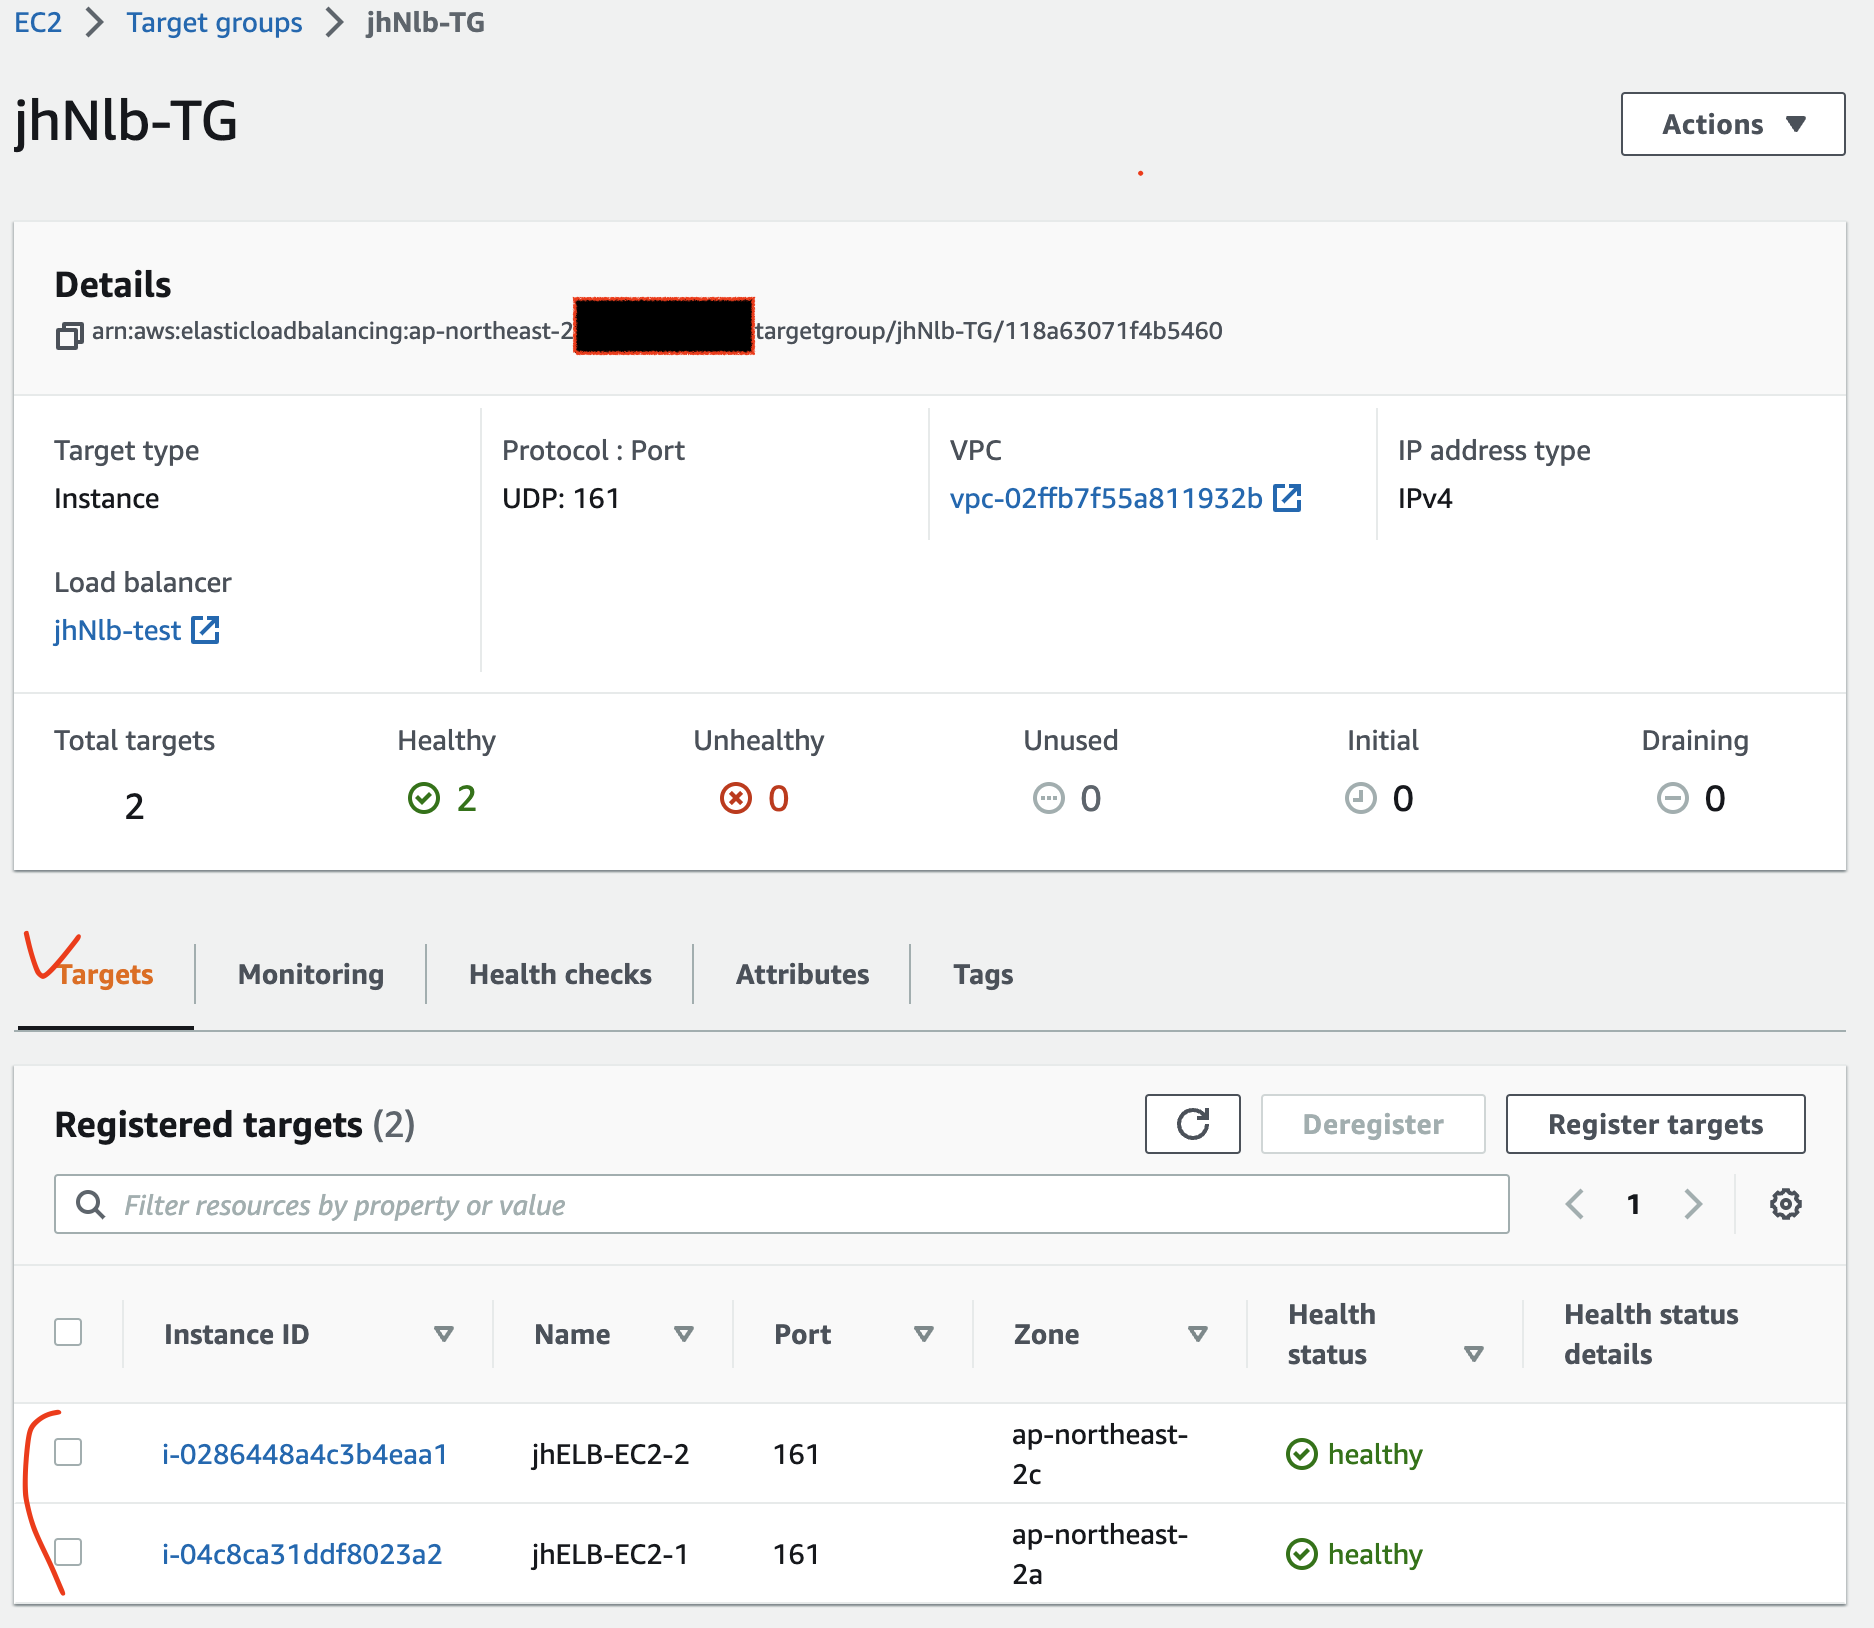 EC2 > Target groups > jhNlb-TG
jhNlb-TG
Actions
Details
arn:aws:elasticloadbalancing:ap-northeast-2 targetgroup/jhNlb-TG/118a63071f4b5460
Target type Protocol : Port VPC IP address type
Instance UDP: 161 vpc-02ffb7f55a811932b IPv4
Load balancer
jhNlb-test
Total targets Healthy Unhealthy Unused Initial Draining
2 2 0 0 0 0
Targets Monitoring Health checks Attributes Tags
Registered targets (2) Deregister Register targets
Filter resources by property or value 1
Instance ID Name Port Zone Health status Health status details
i-0286448a4c3b4eaa1 jhELB-EC2-2 161 ap-northeast-2c healthy
i-04c8ca31ddf8023a2 jhELB-EC2-1 161 ap-northeast-2a healthy